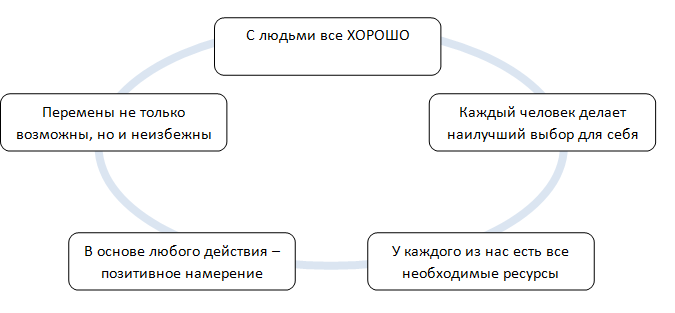 С людьми все ХОРОШО
Перемены не только
возможны, но и неизбежны
Каждый человек делает
наилучший выбор для себя
В основе любого действия –
позитивное намерение
У каждого из нас есть все
необходимые ресурсы